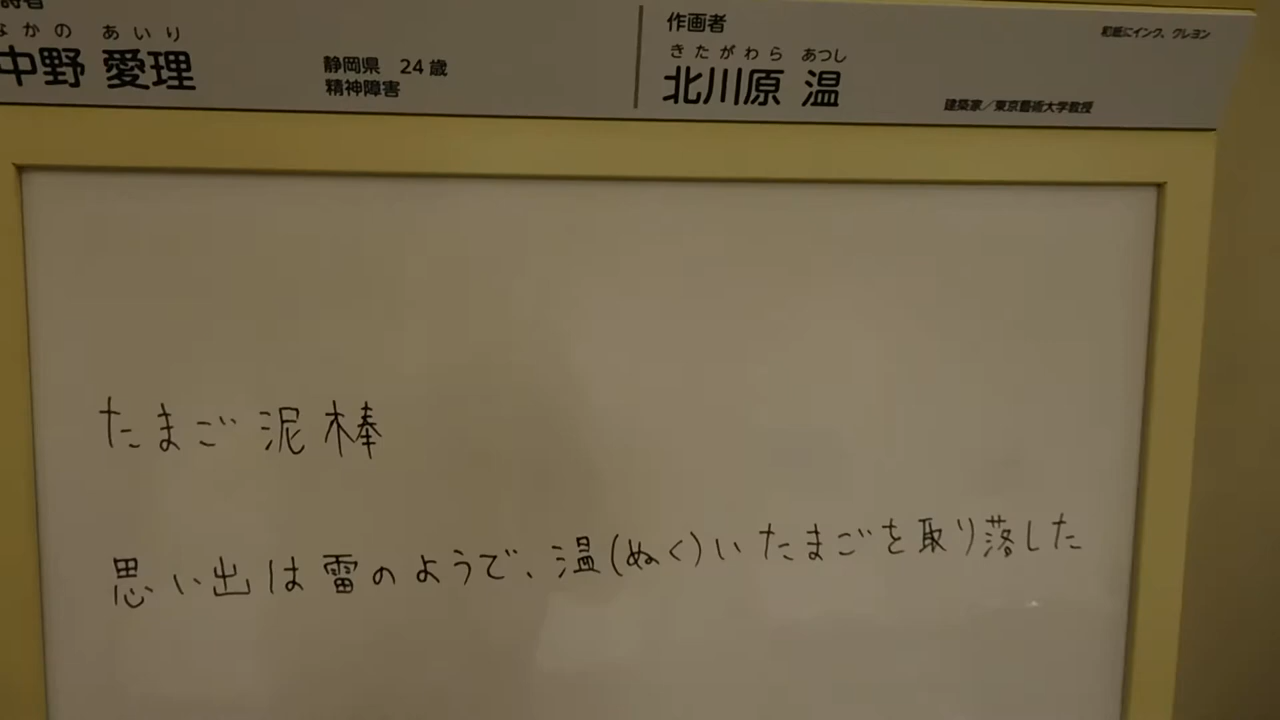 なかの あいり
中野 愛理
静岡県 24歳
精神障害
作画者
きたがわら あつし
北川原 温
和紙にインク、クレヨン
建築家／東京藝術大学教授
たまご泥棒
思い出は雷のようで、温(ぬく)いたまごを取り落した